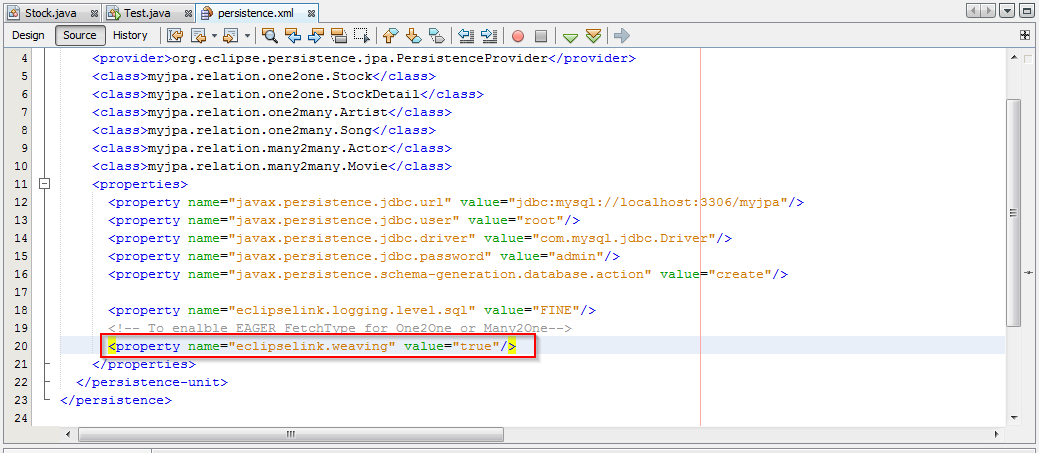 Stock.java Test.java persistence.xml
Design Source History
4 <provider>org.eclipse.persistence.jpa.PersistenceProvider</provider>
5 <class>myjpa.relation.one2one.Stock</class>
6 <class>myjpa.relation.one2one.StockDetail</class>
7 <class>myjpa.relation.one2many.Artist</class>
8 <class>myjpa.relation.one2many.Song</class>
9 <class>myjpa.relation.many2many.Actor</class>
10 <class>myjpa.relation.many2many.Movie</class>
11 <properties>
12 <property name="javax.persistence.jdbc.url" value="jdbc:mysql://localhost:3306/myjpa"/>
13 <property name="javax.persistence.jdbc.user" value="root"/>
14 <property name="javax.persistence.jdbc.driver" value="com.mysql.jdbc.Driver"/>
15 <property name="javax.persistence.jdbc.password" value="admin"/>
16 <property name="javax.persistence.schema-generation.database.action" value="create"/>
17
18 <property name="eclipselink.logging.level.sql" value="FINE"/>
19 <!-- To enalble EAGER FetchType for One2One or Many2One-->
20 <property name="eclipselink.weaving" value="true"/>
21 </properties>
22 </persistence-unit>
23 </persistence>
24